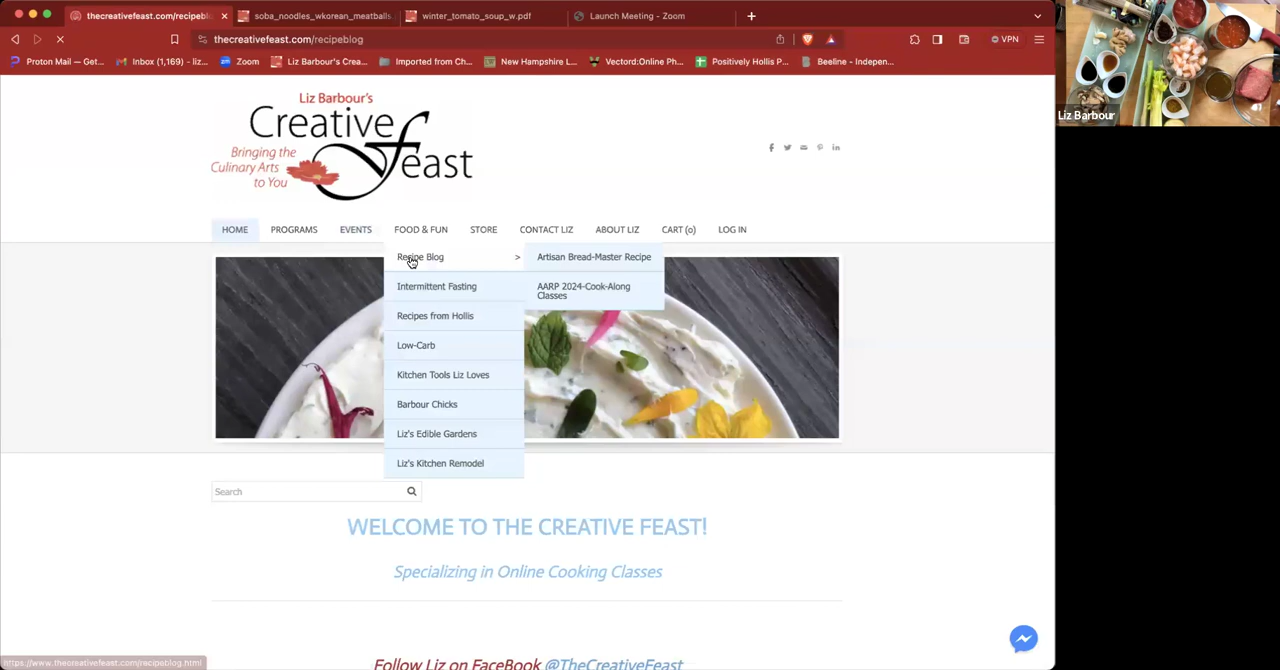 thecreativefeast.com/recipeblo
soba_noodles_wkorean_meatballs
winter_tomato_soup_w.pdf
Launch Meeting - Zoom
thecreativefeast.com/recipeblog
VPN
Proton Mail — Get...
Inbox (1,169) - liz...
Zoom
Liz Barbour's Crea...
Imported from Ch...
New Hampshire L...
Vectord:Online Ph...
Positively Hollis P...
Beeline - Indepen...
Liz Barbour
Liz Barbour's
Creative
Feast
Bringing the
Culinary Arts
to You
HOME
PROGRAMS
EVENTS
FOOD & FUN
STORE
CONTACT LIZ
ABOUT LIZ
CART (0)
LOG IN
Recipe Blog >
Artisan Bread-Master Recipe
Intermittent Fasting
AARP 2024-Cook-Along
Classes
Recipes from Hollis
Low-Carb
Kitchen Tools Liz Loves
Barbour Chicks
Liz's Edible Gardens
Liz's Kitchen Remodel
Search
WELCOME TO THE CREATIVE FEAST!
Specializing in Online Cooking Classes
Follow Liz on FaceBook @TheCreativeFeast
https://www.thecreativefeast.com/recipeblog.html